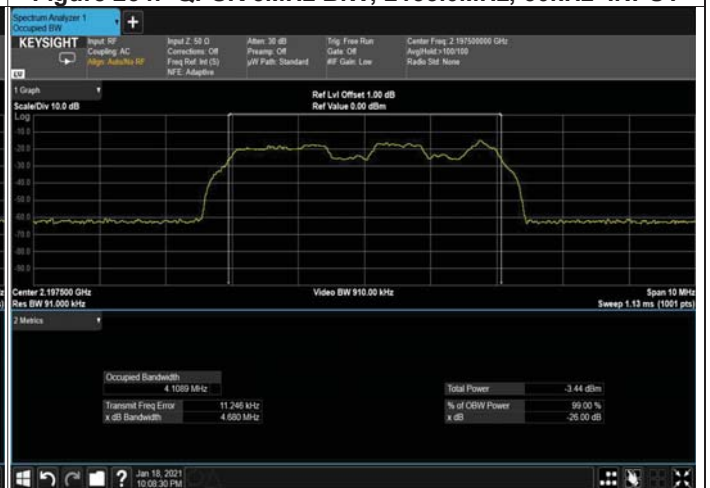 Spectrum Analyzer 1
Occupied BW
KEYSIGHT
Input: RF
Coupling: AC
Align: Auto/No RF
Input Z: 50 Ω
Corrections: Off
Freq Ref: Int (S)
NFE: Adaptive
Atten: 30 dB
Preamp: Off
µW Path: Standard
Trig: Free Run
Gate: Off
#IF Gain: Low
Center Freq: 2.197500000 GHz
Avg|Hold:>100/100
Radio Std: None
1 Graph
Scale/Div 10.0 dB
Ref Lvl Offset 1.00 dB
Ref Value 0.00 dBm
Log
-10.0
-20.0
-30.0
-40.0
-50.0
-60.0
-70.0
-80.0
-90.0
Center 2.197500 GHz
Video BW 910.00 kHz
Span 10 MHz
Res BW 91.000 kHz
Sweep 1.13 ms (1001 pts)
2 Metrics
Occupied Bandwidth
4.1089 MHz
Total Power -3.44 dBm
Transmit Freq Error 11.246 kHz
% of OBW Power 99.00 %
x dB Bandwidth 4.680 MHz
x dB -26.00 dB
Jan 18, 2021
10:08:30 PM